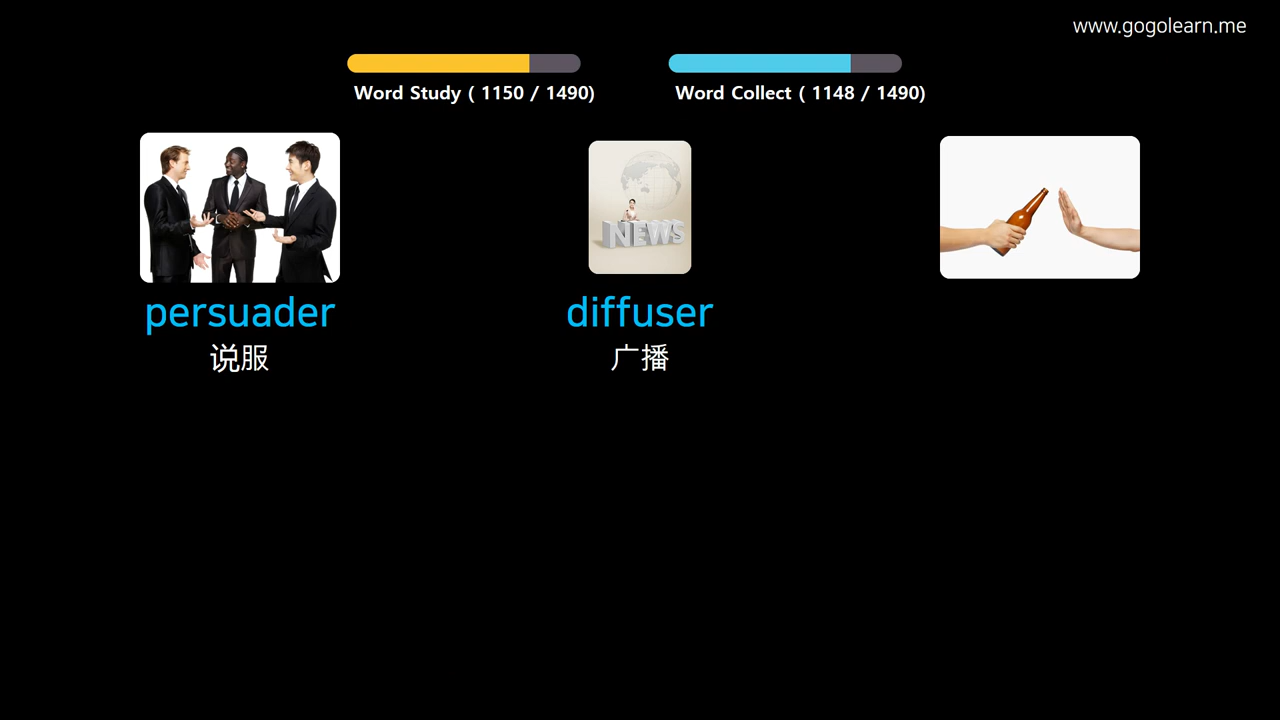 www.gogolearn.me
Word Study ( 1150 / 1490)
Word Collect ( 1148 / 1490)
NEWS
persuader
diffuser
说服
广播